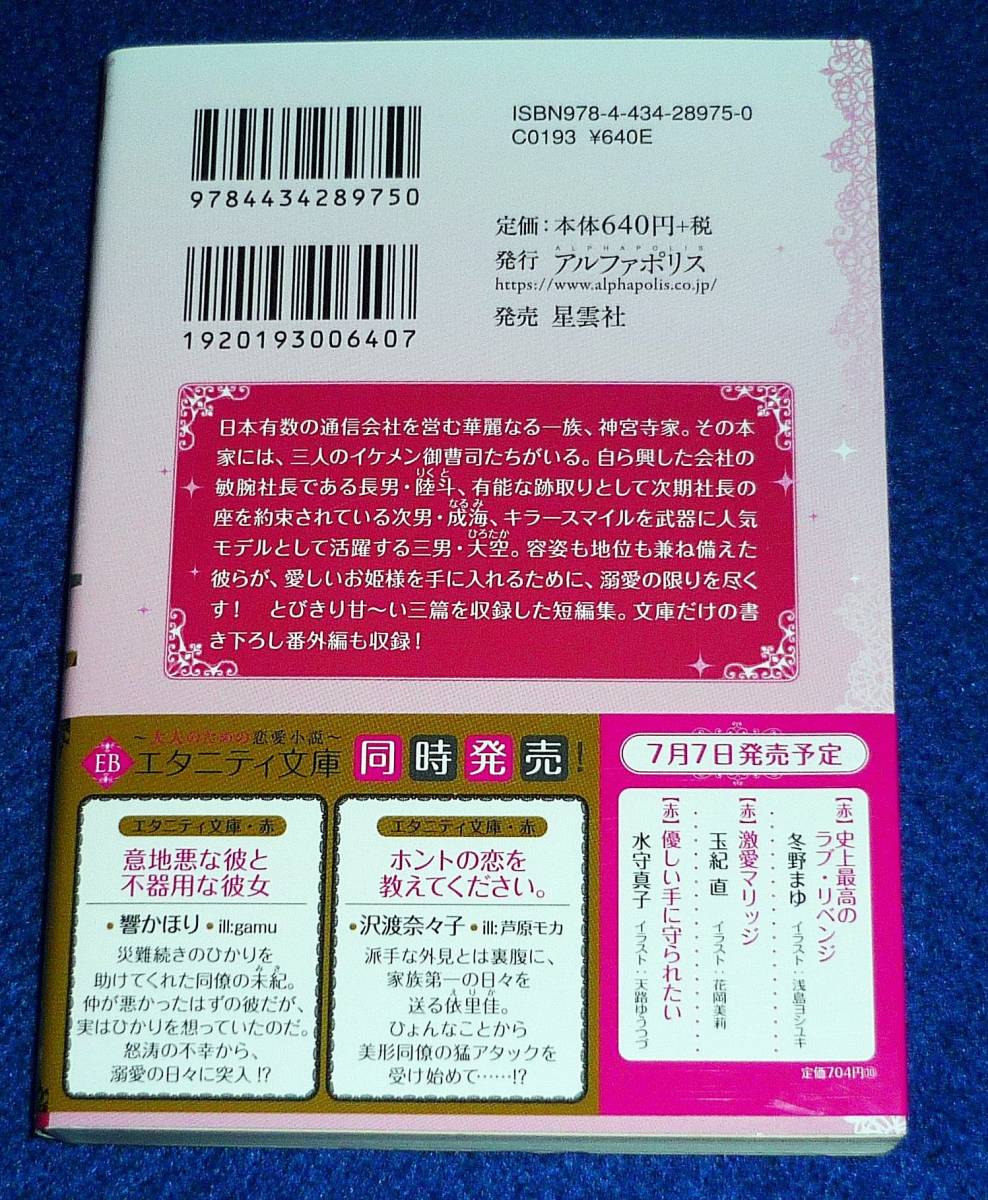 ISBN978-4-434-28975-0
C0193 ¥640E
9784434289750
定価：本体640円+税
ALPHAPOLIS
発行 アルファポリス
https://www.alphapolis.co.jp/
発売 星雲社
1920193006407
日本有数の通信会社を営む華麗なる一族、神宮寺家。その本
家には、三人のイケメン御曹司たちがいる。自ら興した会社の
りくと
敏腕社長である長男・陸斗、有能な跡取りとして次期社長の
なるみ
座を約束されている次男・成海、キラースマイルを武器に人気
ひろたか
モデルとして活躍する三男・大空。容姿も地位も兼ね備えた
彼らが、愛しいお姫様を手に入れるために、溺愛の限りを尽く
す！ とびきり甘〜い三篇を収録した短編集。文庫だけの書
き下ろし番外編も収録！
〜大人のための恋愛小説〜
EB エタニティ文庫 同時発売！
エタニティ文庫・赤
意地悪な彼と
不器用な彼女
・響かほり・ill:gamu
災難続きのひかりを
みき
助けてくれた同僚の未紀。
仲が悪かったはずの彼だが、
実はひかりを想っていたのだ。
怒涛の不幸から、
溺愛の日々に突入!?
エタニティ文庫・赤
ホントの恋を
教えてください。
・沢渡奈々子・ill:芦原モカ
派手な外見とは裏腹に、
家族第一の日々を
えりか
送る依里佳。
ひょんなことから
美形同僚の猛アタックを
受け始めて……!?
7月7日発売予定
【赤】史上最高の
ラブ・リベンジ
冬野まゆ イラスト：浅島ヨシユキ
【赤】激愛マリッジ
玉紀直 イラスト：花岡美莉
【赤】優しい手に守られたい
水守真子 イラスト：天路ゆうつづ
定価704円⑩